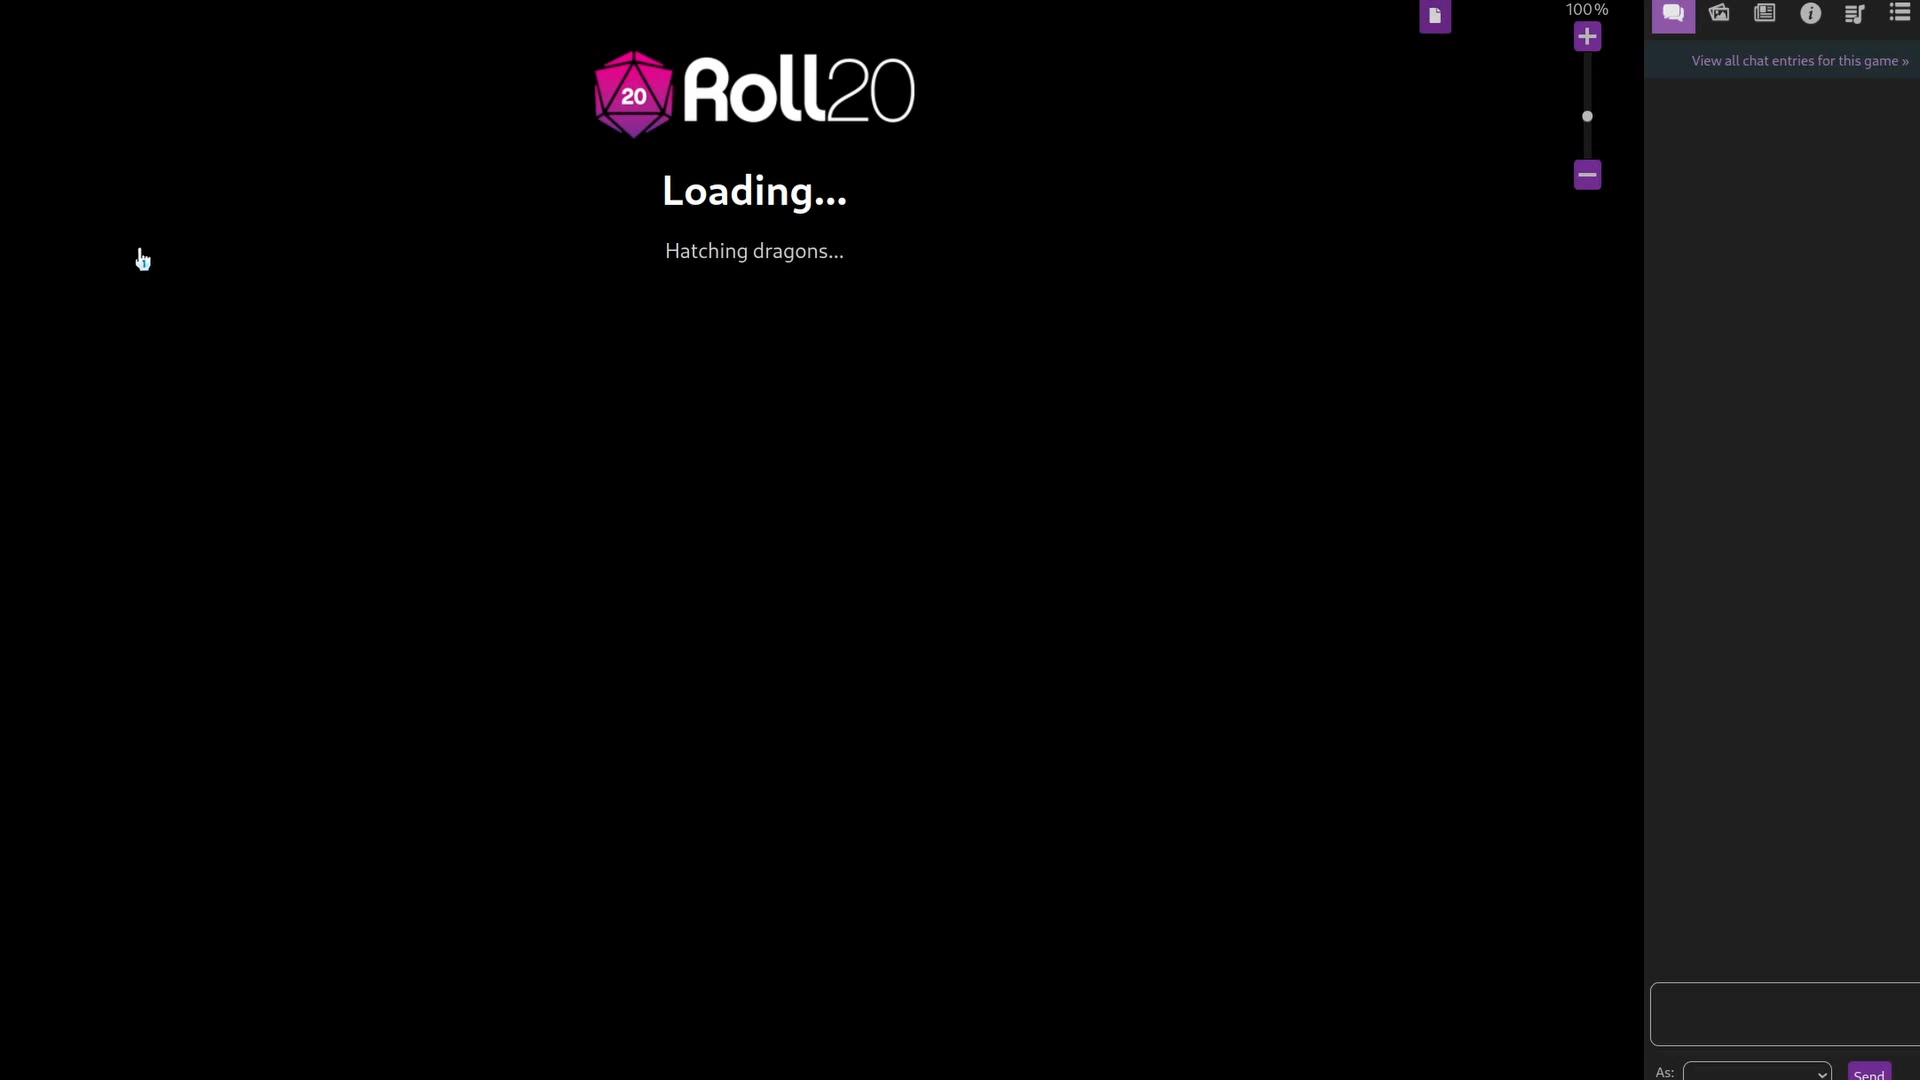 100%
20 Roll20
View all chat entries for this game »
Loading...
Hatching dragons...
As:
Send